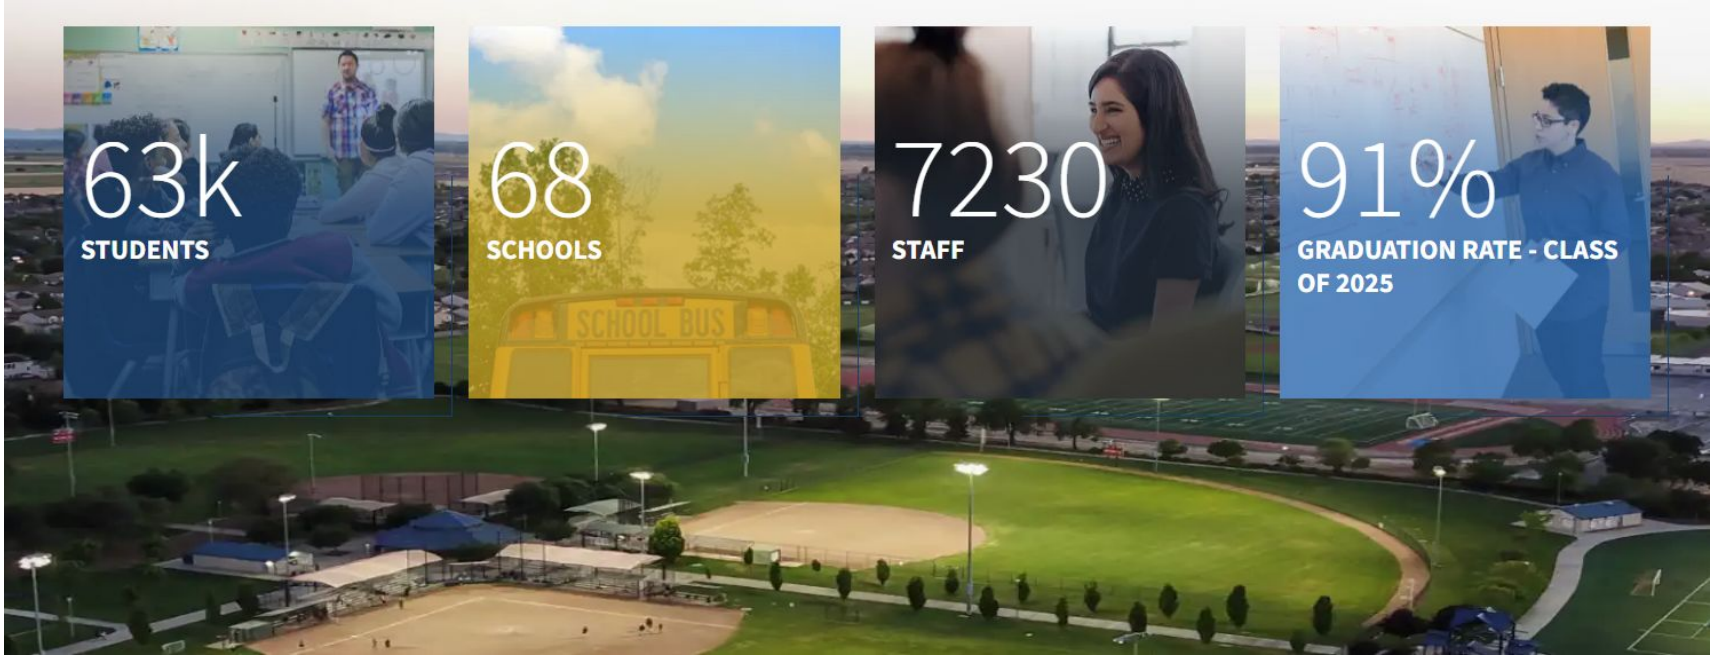 63k
STUDENTS
68
SCHOOLS
SCHOOL BUS
7230
STAFF
91%
GRADUATION RATE - CLASS
OF 2025